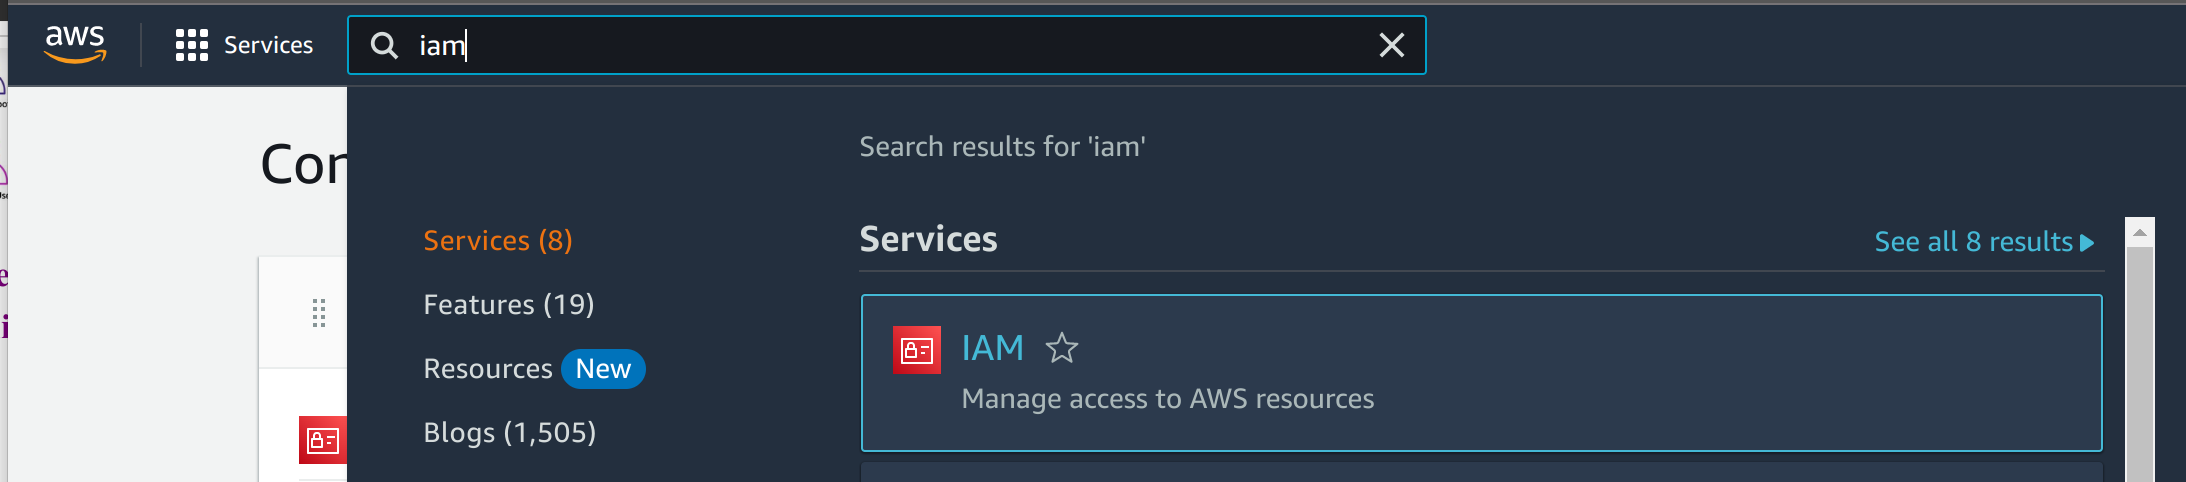 aws
Services
iam
Con
Search results for 'iam'
Services (8)
Features (19)
Resources New
Blogs (1,505)
Services
See all 8 results
IAM
Manage access to AWS resources